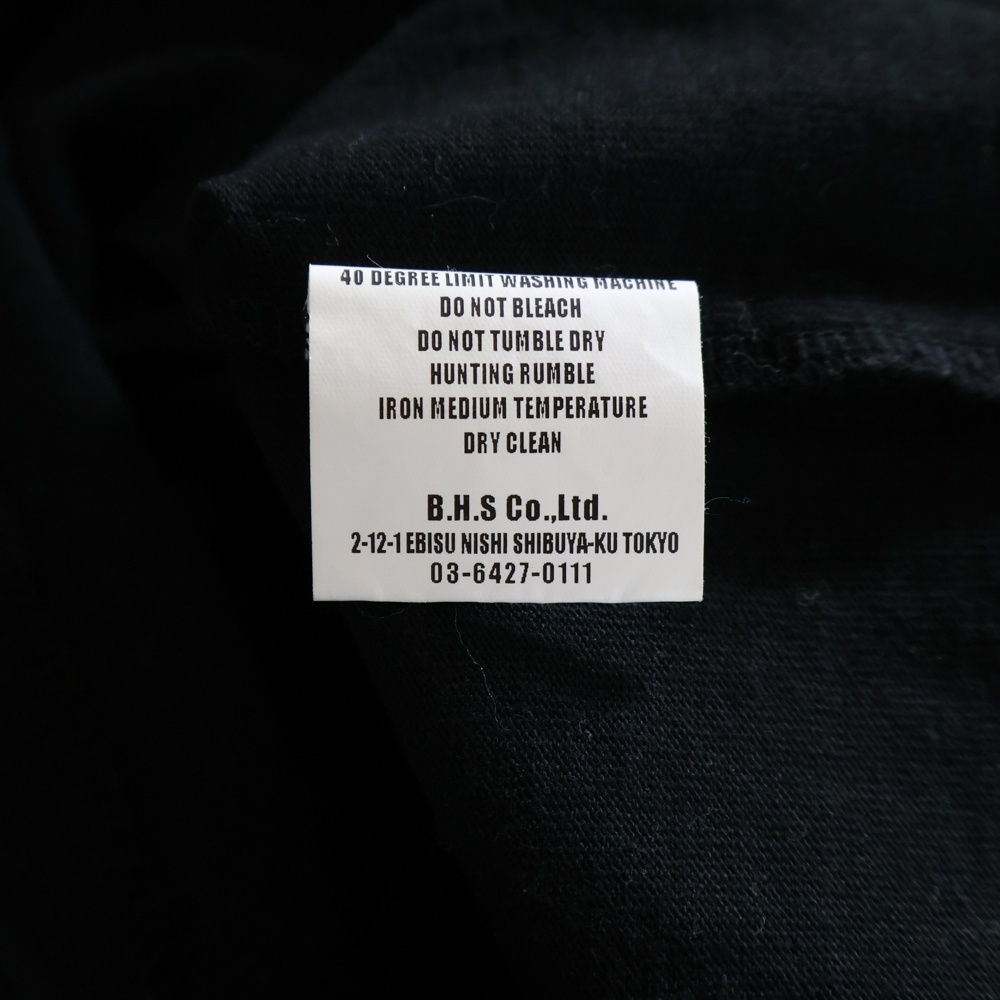 40 DEGREE LIMIT WASHING MACHINE
DO NOT BLEACH
DO NOT TUMBLE DRY
HUNTING RUMBLE
IRON MEDIUM TEMPERATURE
DRY CLEAN
B.H.S Co.,Ltd.
2-12-1 EBISU NISHI SHIBUYA-KU TOKYO
03-6427-0111